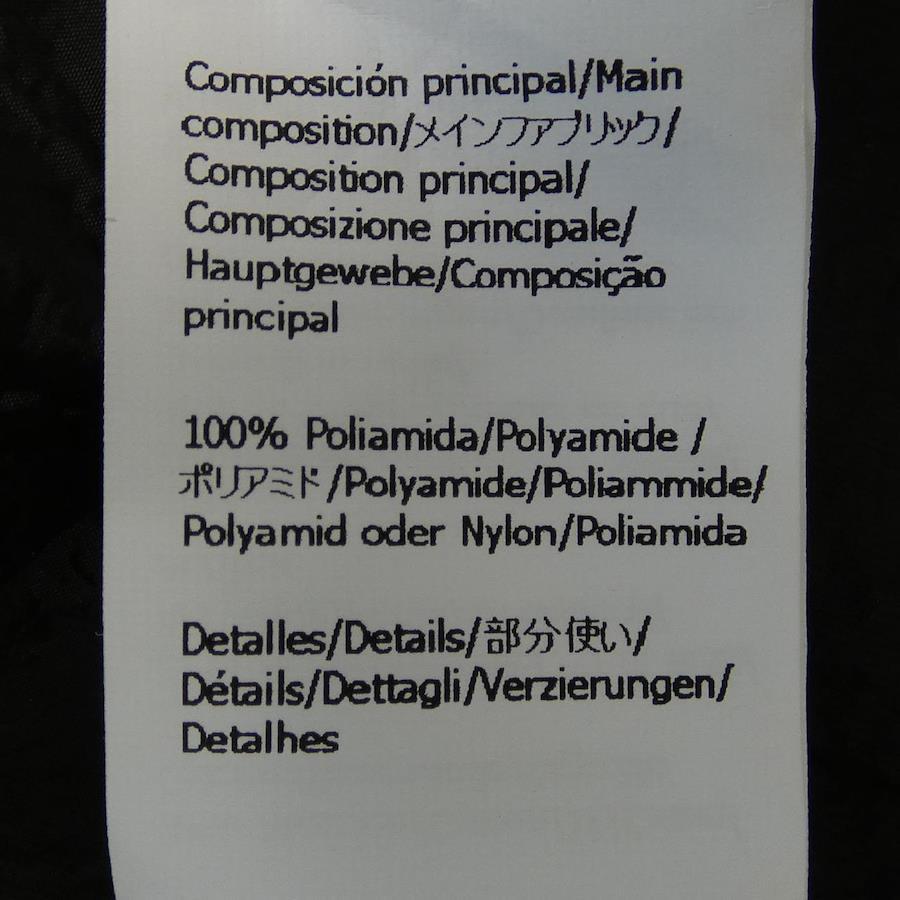 Composición principal/Main
composition/メインファブリック/
Composition principal/
Composizione principale/
Hauptgewebe/Composição
principal
100% Poliamida/Polyamide /
ポリアミド/Polyamide/Poliammide/
Polyamid oder Nylon/Poliamida
Detalles/Details/部分使い/
Détails/Dettagli/Verzierungen/
Detalhes